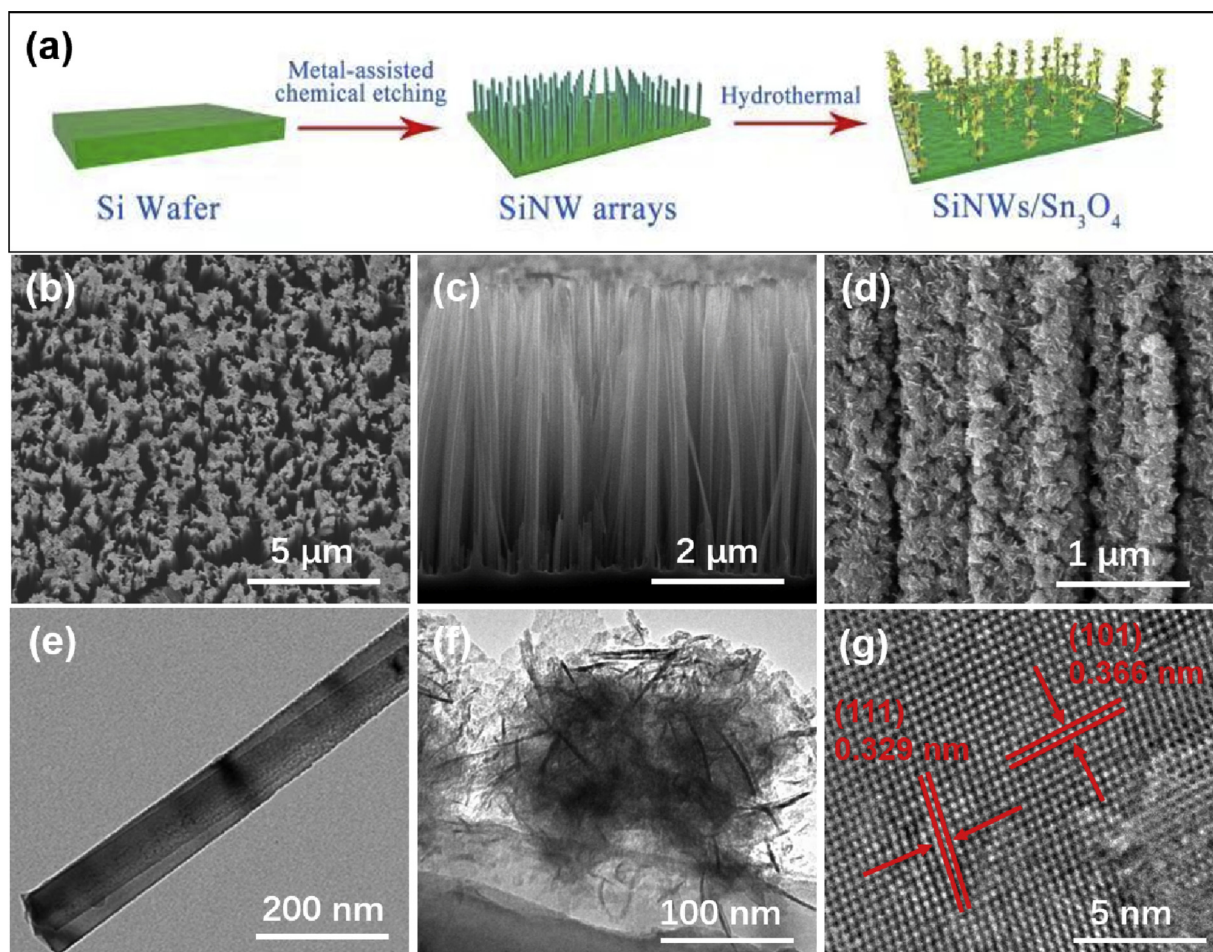 (a)
Metal-assisted
chemical etching
Hydrothermal
Si Wafer
SiNW arrays
SiNWs/Sn₃O₄
(b)
5 μm
(c)
2 μm
(d)
1 μm
(e)
200 nm
(f)
100 nm
(g)
(101)
0.366 nm
(111)
0.329 nm
5 nm